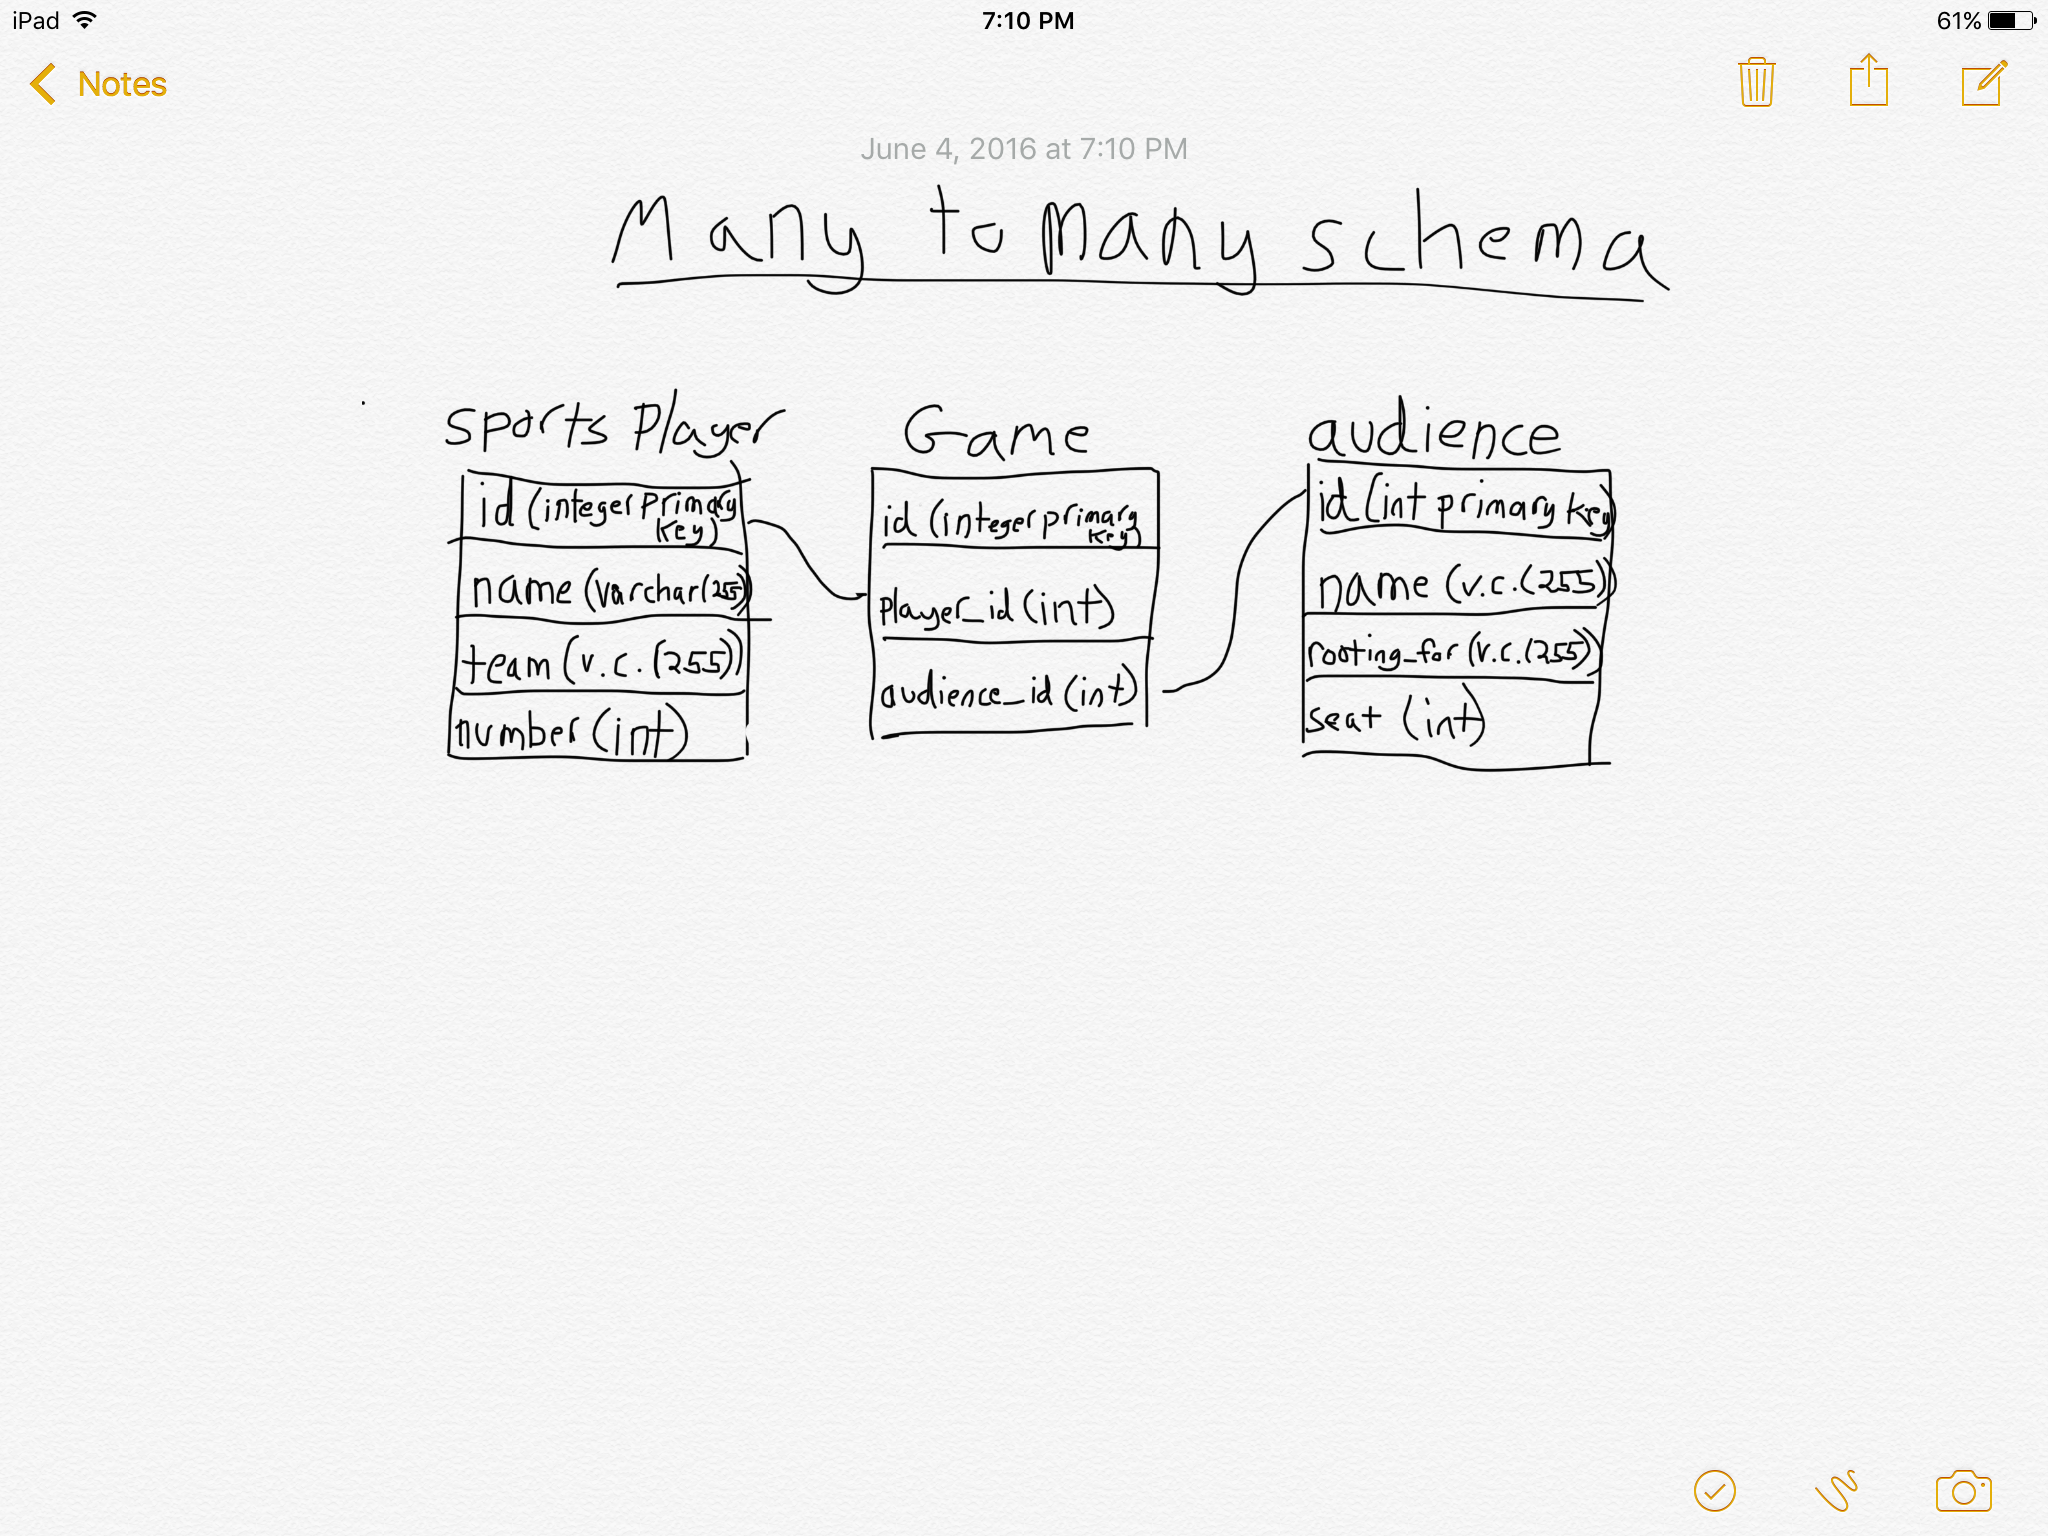 iPad 7:10 PM 61%
Notes
June 4, 2016 at 7:10 PM
Many to many schema
sports Player
id (integer primary
key)
name (varchar(255))
team (v.c.(255))
number (int)
Game
id (integer primary
key)
player_id (int)
audience_id (int)
audience
id (int primary key)
name (v.c.(255))
rooting_for (v.c.(255))
seat (int)